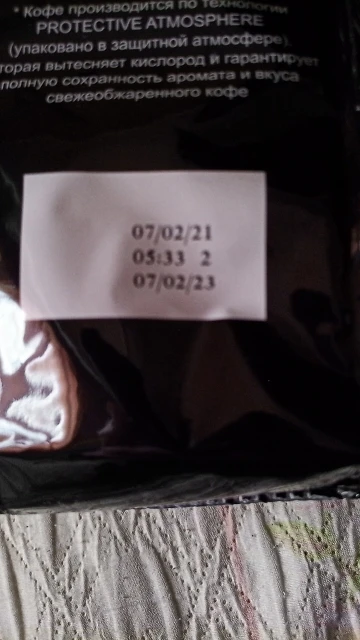 * Кофе производится по технологии
PROTECTIVE ATMOSPHERE
(упаковано в защитной атмосфере),
торая вытесняет кислород и гарантирует
полную сохранность аромата и вкуса
свежеобжаренного кофе
07/02/21
05:33 2
07/02/23